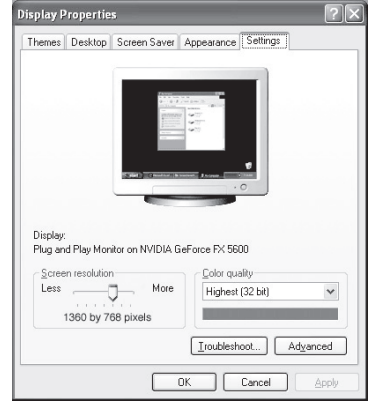 Display Properties
Themes Desktop Screen Saver Appearance Settings
Display:
Plug and Play Monitor on NVIDIA GeForce FX 5600
Screen resolution
Less More
1360 by 768 pixels
Color quality
Highest (32 bit)
Troubleshoot... Advanced
OK Cancel Apply